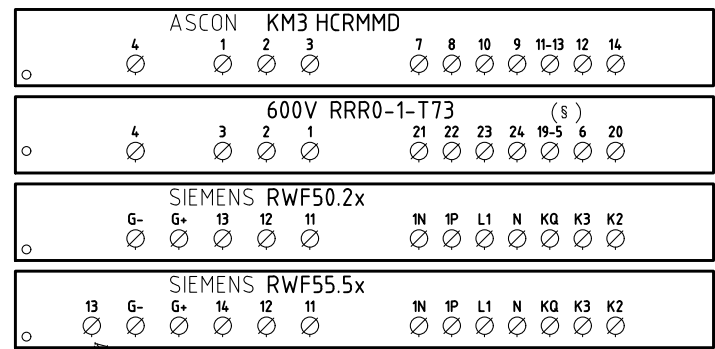 ASCON KM3 HCRMMD
4 1 2 3 7 8 10 9 11-13 12 14
600V RRR0-1-T73 (§)
4 3 2 1 21 22 23 24 19-5 6 20
SIEMENS RWF50.2x
G- G+ 13 12 11 1N 1P L1 N KQ K3 K2
SIEMENS RWF55.5x
13 G- G+ 14 12 11 1N 1P L1 N KQ K3 K2